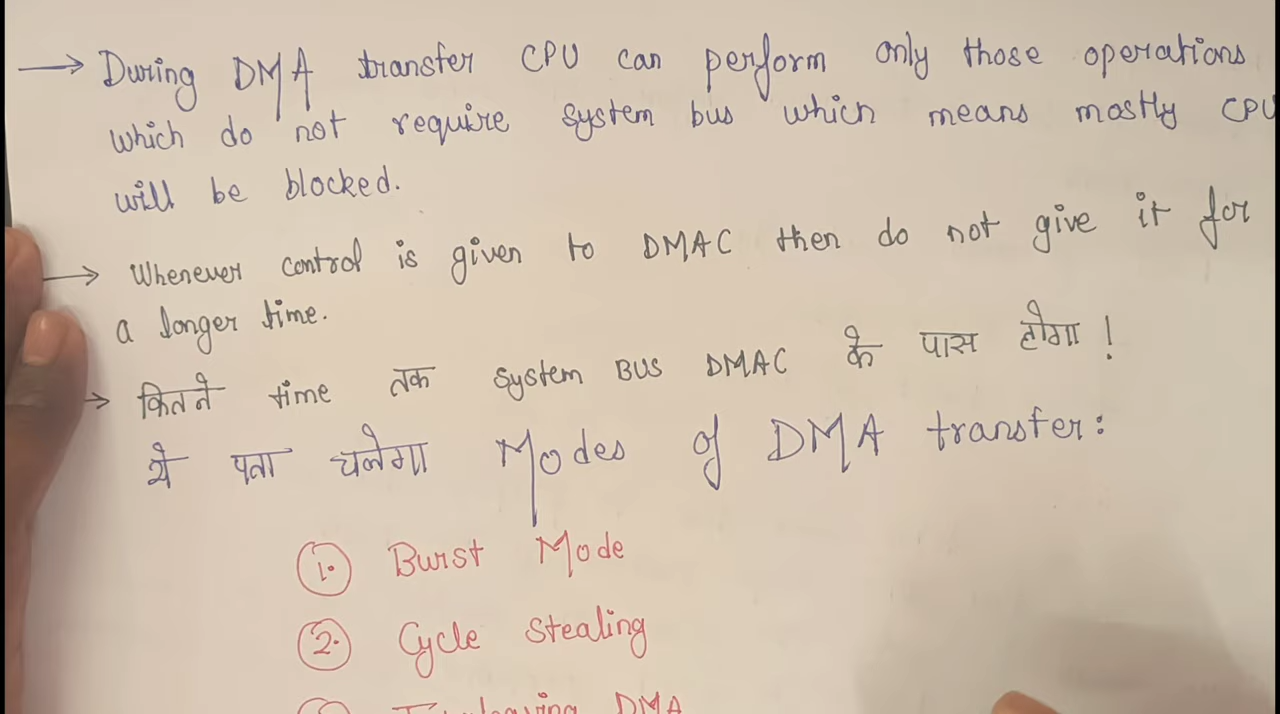 → During DMA transfer CPU can perform only those operations
which do not require system bus which means mostly CPU
will be blocked.
→ Whenever control is given to DMAC then do not give it for
a longer time.
→ कितने time तक system BUS DMAC के पास होगा !
ये पता चलेगा Modes of DMA transfer:
1. Burst Mode
2. Cycle Stealing
DMA